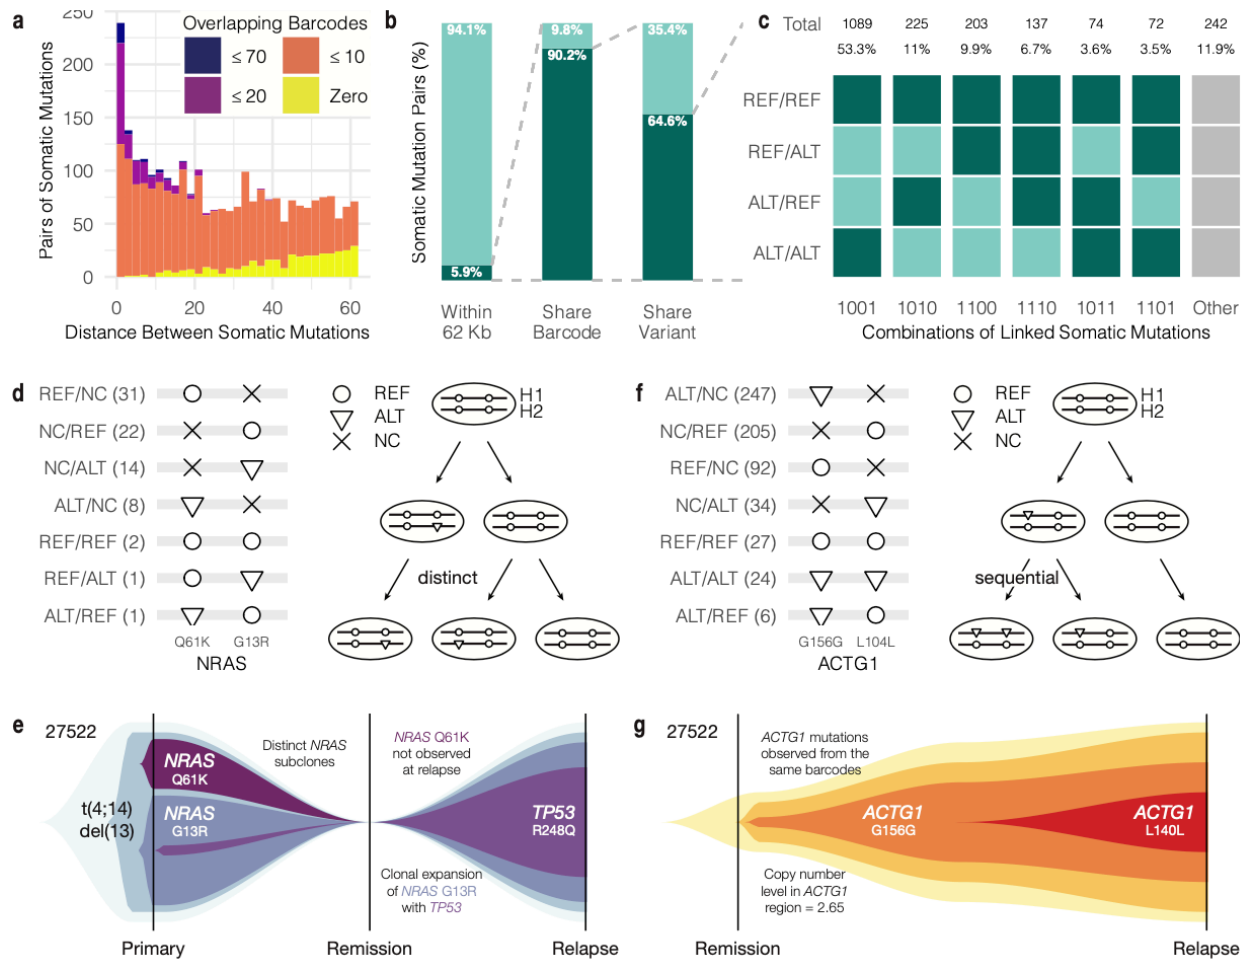 a
Overlapping Barcodes
≤ 70
≤ 10
≤ 20
Zero
Pairs of Somatic Mutations
250
200
150
100
50
0
0
20
40
60
Distance Between Somatic Mutations
b
Somatic Mutation Pairs (%)
94.1%
9.8%
35.4%
90.2%
64.6%
5.9%
Within
62 Kb
Share
Barcode
Share
Variant
c
Total
1089
225
203
137
74
72
242
53.3%
11%
9.9%
6.7%
3.6%
3.5%
11.9%
REF/REF
REF/ALT
ALT/REF
ALT/ALT
1001
1010
1100
1110
1011
1101
Other
Combinations of Linked Somatic Mutations
d
REF/NC (31)
NC/REF (22)
NC/ALT (14)
ALT/NC (8)
REF/REF (2)
REF/ALT (1)
ALT/REF (1)
Q61K
G13R
NRAS
REF
ALT
NC
H1
H2
distinct
f
ALT/NC (247)
NC/REF (205)
REF/NC (92)
NC/ALT (34)
REF/REF (27)
ALT/ALT (24)
ALT/REF (6)
G156G
L104L
ACTG1
REF
ALT
NC
H1
H2
sequential
e
27522
t(4;14)
del(13)
NRAS
Q61K
NRAS
G13R
Distinct NRAS
subclones
NRAS Q61K
not observed
at relapse
TP53
R248Q
Clonal expansion
of NRAS G13R
with TP53
Primary
Remission
Relapse
g
27522
ACTG1 mutations
observed from the
same barcodes
ACTG1
G156G
ACTG1
L140L
Copy number
level in ACTG1
region = 2.65
Remission
Relapse